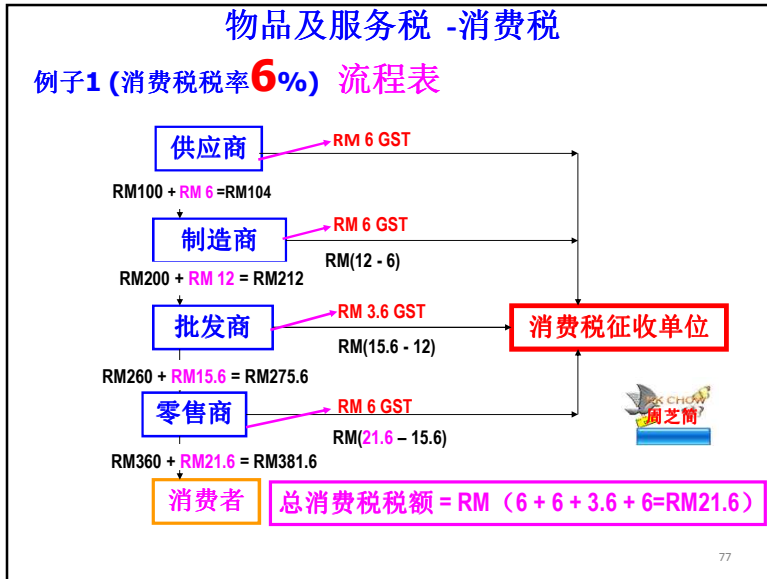 物品及服务税 -消费税
例子1 (消费税税率6%) 流程表
供应商
RM 6 GST
RM100 + RM 6 =RM104
制造商
RM 6 GST
RM(12 - 6)
RM200 + RM 12 = RM212
批发商
RM 3.6 GST
RM(15.6 - 12)
消费税征收单位
RM260 + RM15.6 = RM275.6
零售商
RM 6 GST
RM(21.6 – 15.6)
RM360 + RM21.6 = RM381.6
消费者
总消费税税额 = RM（6 + 6 + 3.6 + 6=RM21.6）
周芝简
77